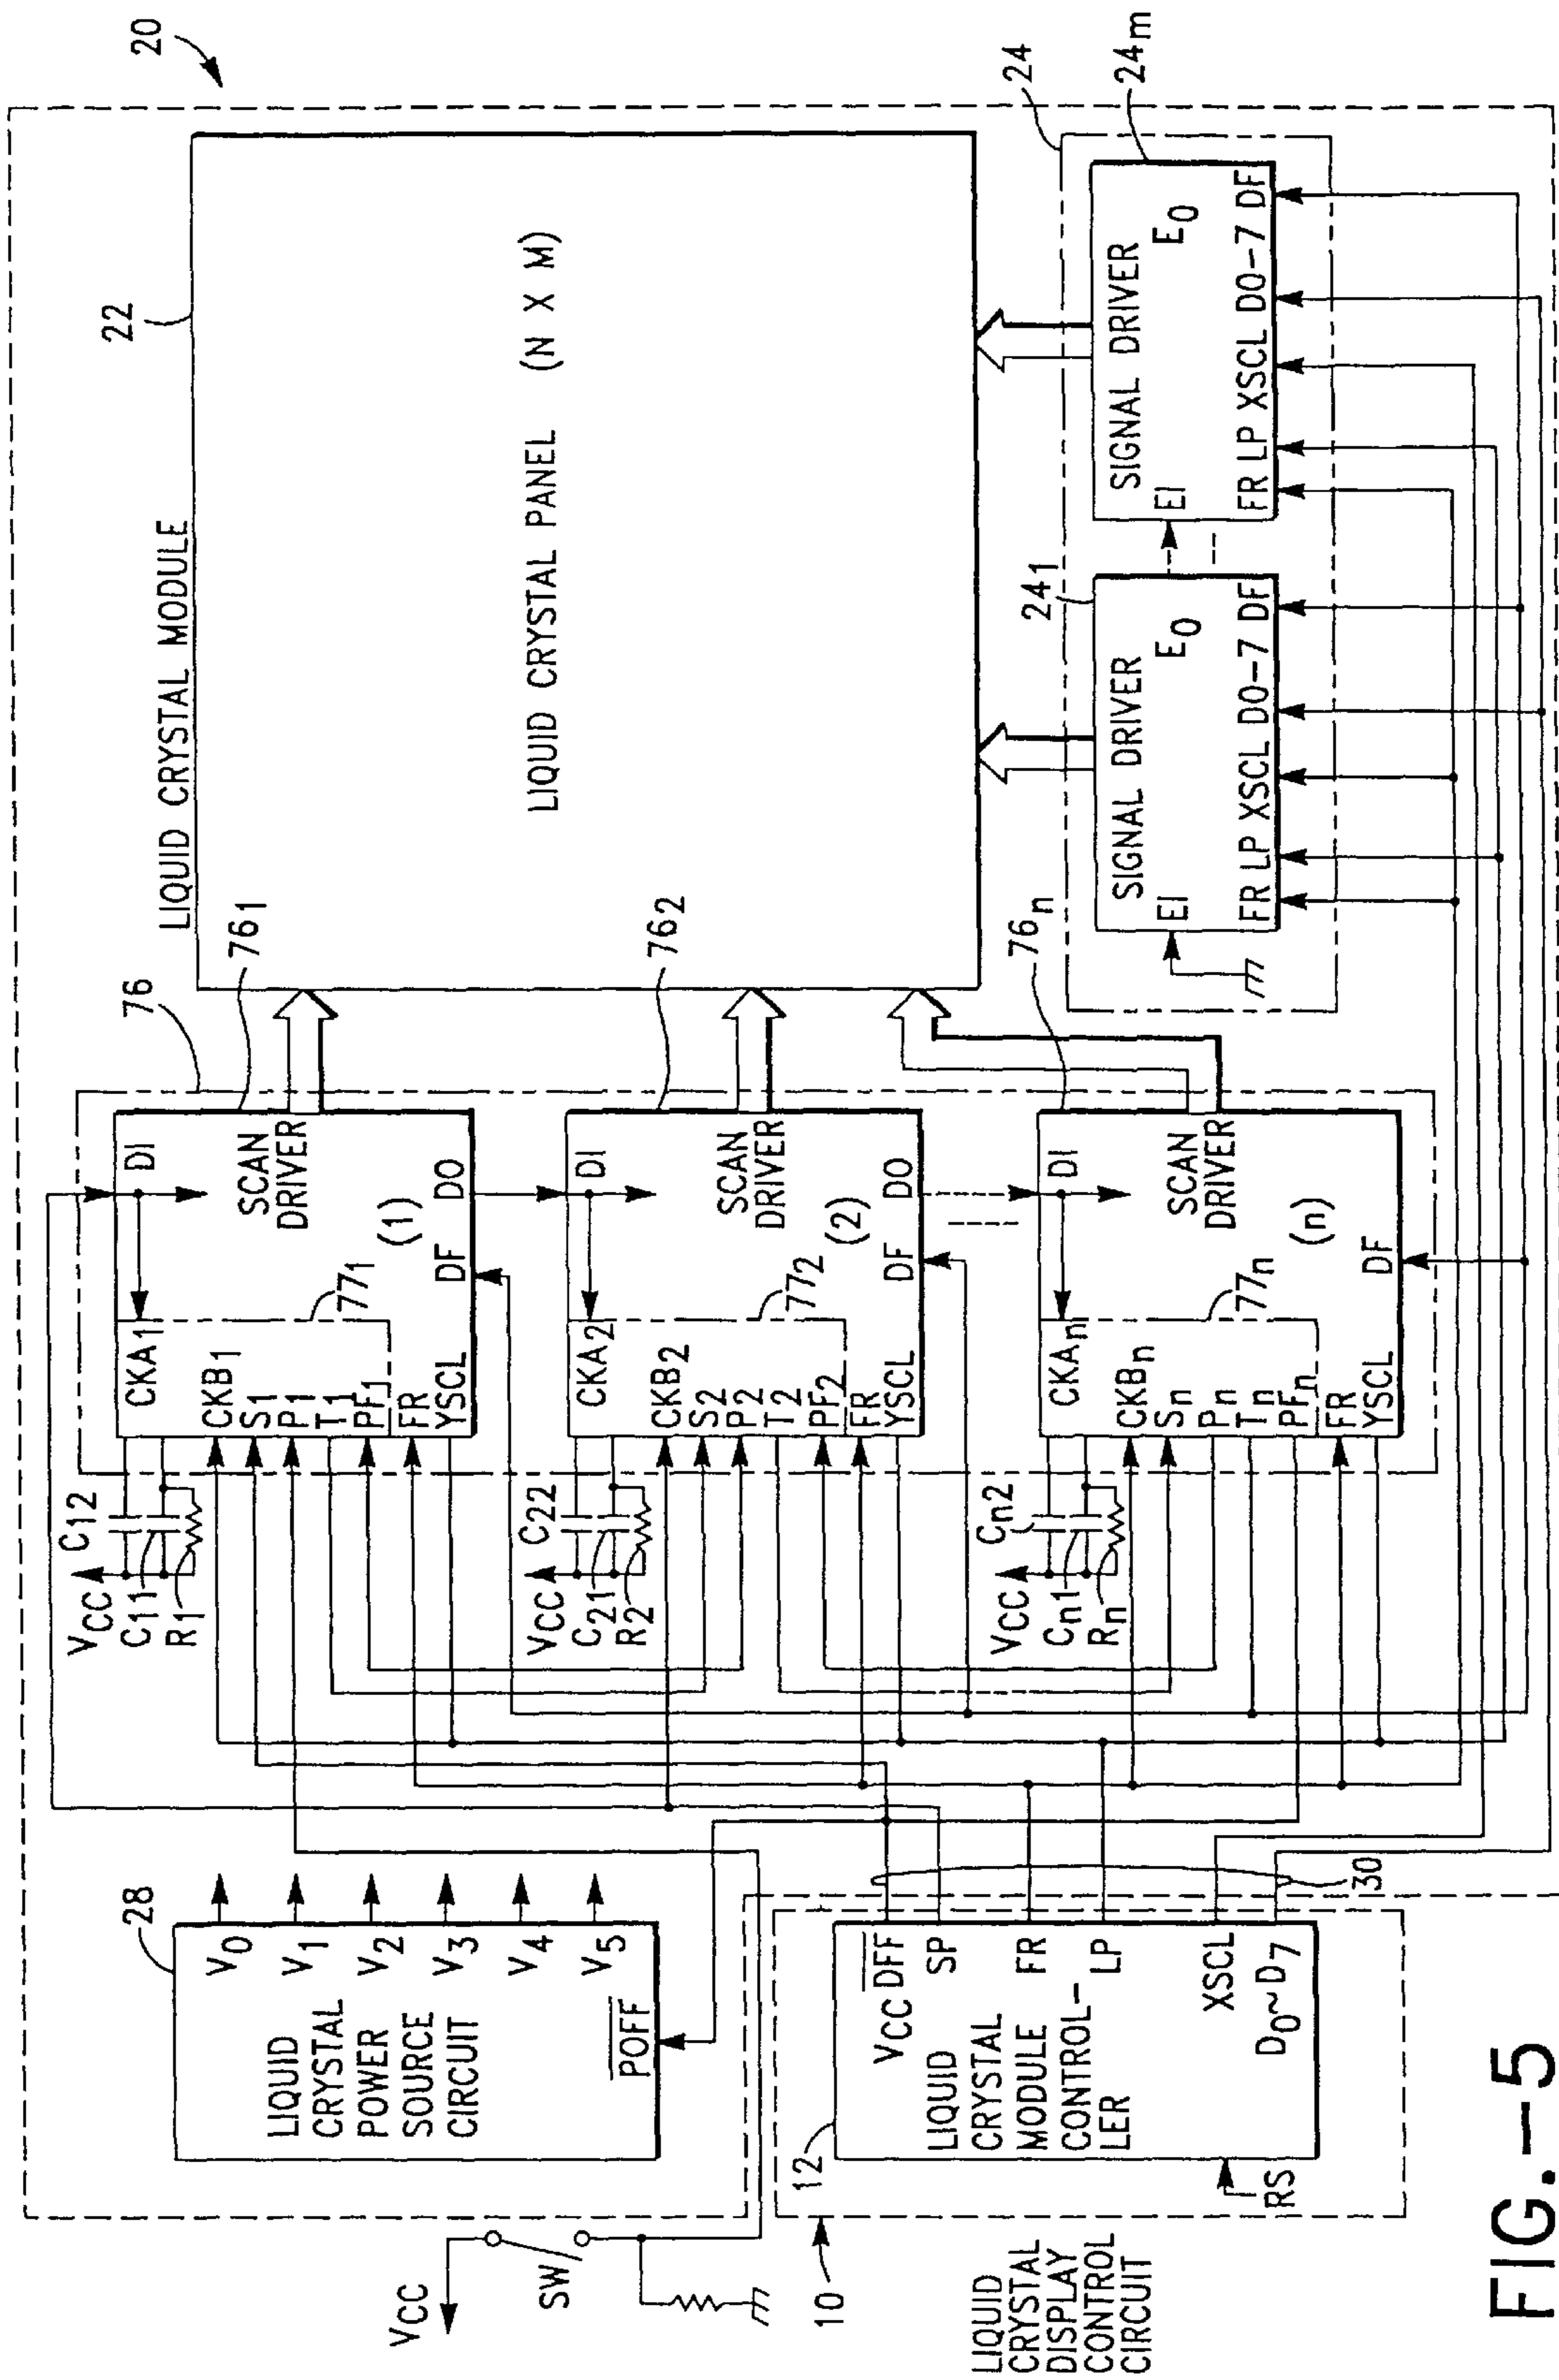 20
LIQUID CRYSTAL MODULE
22
LIQUID CRYSTAL PANEL (N X M)
28
LIQUID
CRYSTAL
POWER
SOURCE
CIRCUIT
V0
V1
V2
V3
V4
V5
POFF
VCC
SW
10
LIQUID
CRYSTAL
DISPLAY
CONTROL
CIRCUIT
12
VCC DFF
SP
FR
LP
XSCL
D0~D7
LIQUID
CRYSTAL
MODULE
CONTROL-
LER
RS
30
76
761
VCC
C12
C11
R1
CKA1
CKB1
S1
P1
T1
PF1
FR
YSCL
771
DI
SCAN
DRIVER
(1)
DF DO
762
VCC
C22
C21
R2
CKA2
CKB2
S2
P2
T2
PF2
FR
YSCL
772
DI
SCAN
DRIVER
(2)
DF DO
76n
VCC
Cn2
Cn1
Rn
CKAn
CKBn
Sn
Pn
Tn
PFn
FR
YSCL
77n
DI
SCAN
DRIVER
(n)
DF
24
241
SIGNAL DRIVER
EI E0
FR LP XSCL DO-7 DF
24m
SIGNAL DRIVER
EI E0
FR LP XSCL DO-7 DF
FIG.-5